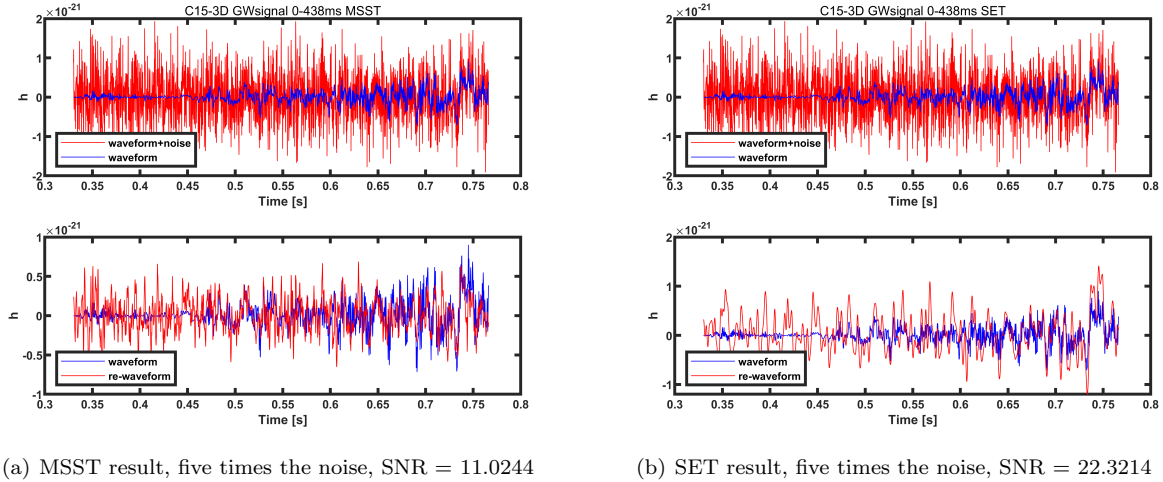 C15-3D GWsignal 0-438ms MSST
×10⁻²¹
2
1
0
-1
-2
h
waveform+noise
waveform
0.3 0.35 0.4 0.45 0.5 0.55 0.6 0.65 0.7 0.75 0.8
Time [s]
×10⁻²¹
1
0.5
0
-0.5
-1
h
waveform
re-waveform
0.3 0.35 0.4 0.45 0.5 0.55 0.6 0.65 0.7 0.75 0.8
Time [s]
(a) MSST result, five times the noise, SNR = 11.0244
C15-3D GWsignal 0-438ms SET
×10⁻²¹
2
1
0
-1
-2
h
waveform+noise
waveform
0.3 0.35 0.4 0.45 0.5 0.55 0.6 0.65 0.7 0.75 0.8
Time [s]
×10⁻²¹
2
1
0
-1
h
waveform
re-waveform
0.3 0.35 0.4 0.45 0.5 0.55 0.6 0.65 0.7 0.75 0.8
Time [s]
(b) SET result, five times the noise, SNR = 22.3214